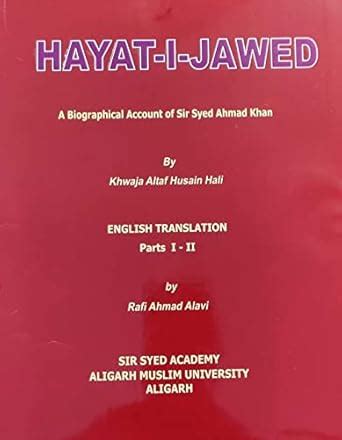 HAYAT-I-JAWED
A Biographical Account of Sir Syed Ahmad Khan
By
Khwaja Altaf Husain Hali
ENGLISH TRANSLATION
Parts I - II
by
Rafi Ahmad Alavi
SIR SYED ACADEMY
ALIGARH MUSLIM UNIVERSITY
ALIGARH